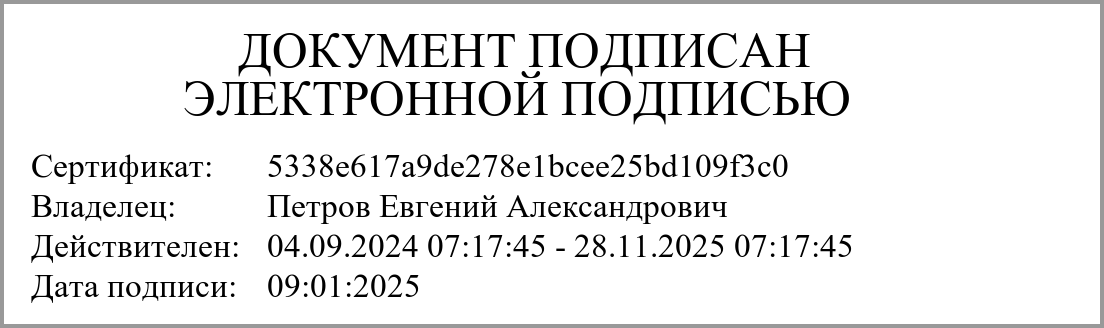 ДОКУМЕНТ ПОДПИСАН
ЭЛЕКТРОННОЙ ПОДПИСЬЮ
Сертификат: 5338e617a9de278e1bcee25bd109f3c0
Владелец: Петров Евгений Александрович
Действителен: 04.09.2024 07:17:45 - 28.11.2025 07:17:45
Дата подписи: 09:01:2025